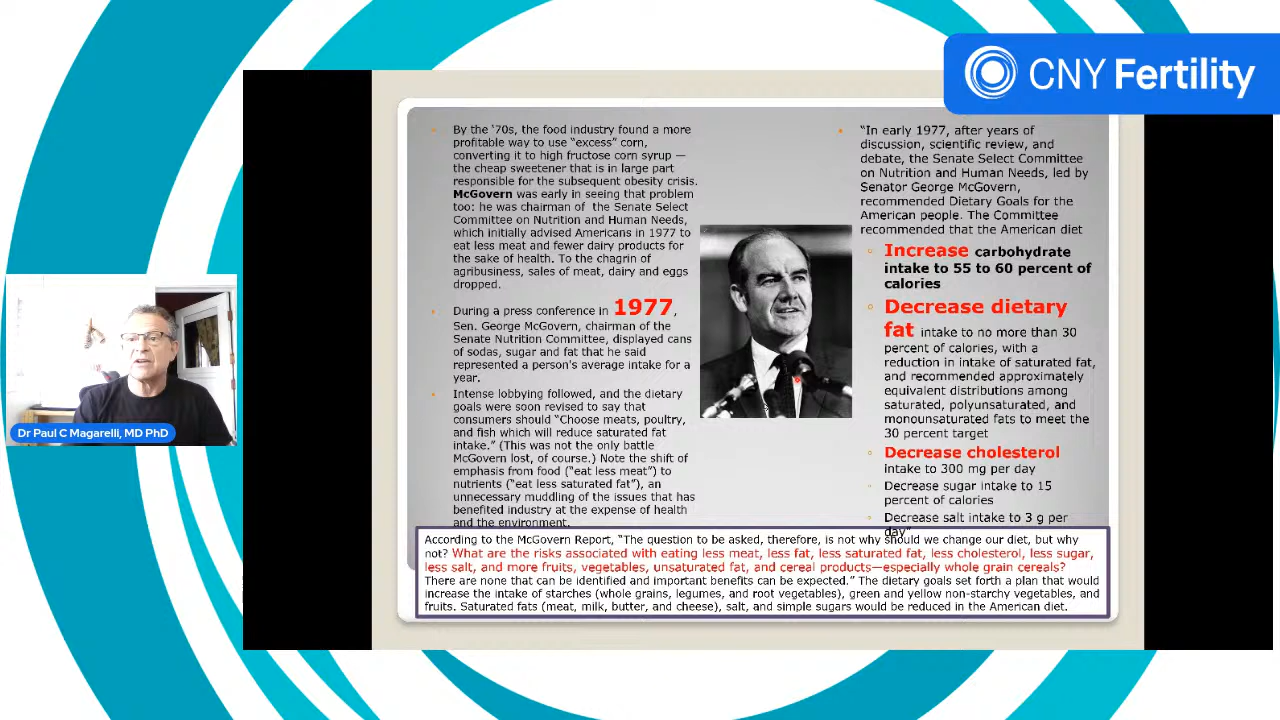 CNY Fertility
By the ‘70s, the food industry found a more
profitable way to use “excess” corn,
converting it to high fructose corn syrup —
the cheap sweetener that is in large part
responsible for the subsequent obesity crisis.
McGovern was early in seeing that problem
too: he was chairman of the Senate Select
Committee on Nutrition and Human Needs,
which initially advised Americans in 1977 to
eat less meat and fewer dairy products for
the sake of health. To the chagrin of
agribusiness, sales of meat, dairy and eggs
dropped.
During a press conference in 1977,
Sen. George McGovern, chairman of the
Senate Nutrition Committee, displayed cans
of sodas, sugar and fat that he said
represented a person's average intake for a
year.
Intense lobbying followed, and the dietary
goals were soon revised to say that
consumers should “Choose meats, poultry,
and fish which will reduce saturated fat
intake.” (This was not the only battle
McGovern lost, of course.) Note the shift of
emphasis from food (“eat less meat”) to
nutrients (“eat less saturated fat”), an
unnecessary muddling of the issues that has
benefited industry at the expense of health
and the environment.
“In early 1977, after years of
discussion, scientific review, and
debate, the Senate Select Committee
on Nutrition and Human Needs, led by
Senator George McGovern,
recommended Dietary Goals for the
American people. The Committee
recommended that the American diet
Increase carbohydrate
intake to 55 to 60 percent of
calories
Decrease dietary
fat intake to no more than 30
percent of calories, with a
reduction in intake of saturated fat,
and recommended approximately
equivalent distributions among
saturated, polyunsaturated, and
monounsaturated fats to meet the
30 percent target
Decrease cholesterol
intake to 300 mg per day
Decrease sugar intake to 15
percent of calories
Decrease salt intake to 3 g per
day”
According to the McGovern Report, “The question to be asked, therefore, is not why should we change our diet, but why
not? What are the risks associated with eating less meat, less fat, less saturated fat, less cholesterol, less sugar,
less salt, and more fruits, vegetables, unsaturated fat, and cereal products—especially whole grain cereals?
There are none that can be identified and important benefits can be expected.” The dietary goals set forth a plan that would
increase the intake of starches (whole grains, legumes, and root vegetables), green and yellow non-starchy vegetables, and
fruits. Saturated fats (meat, milk, butter, and cheese), salt, and simple sugars would be reduced in the American diet.
Dr Paul C Magarelli, MD PhD